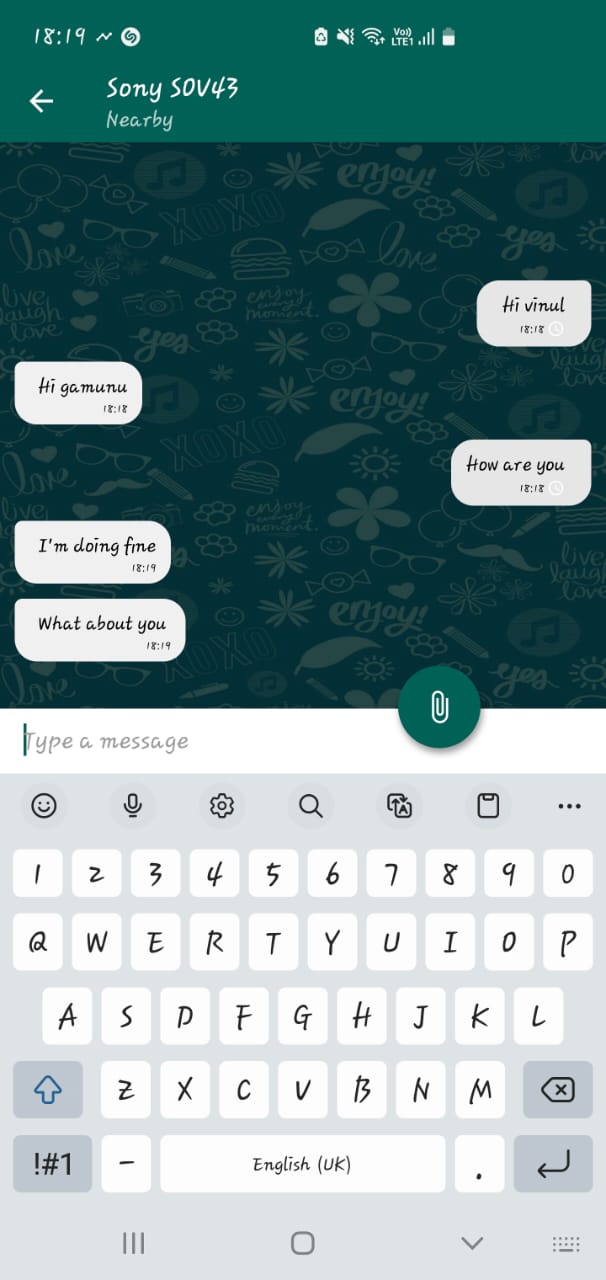 18:19
Vo))
LTE1
Sony SOV43
Nearby
Hi vinul
18:18
Hi gamunu
18:18
How are you
18:18
I'm doing fine
18:19
What about you
18:19
Type a message
1 2 3 4 5 6 7 8 9 0
Q W E R T Y U I O P
A S D F G H J K L
Z X C V B N M
!#1 - English (UK) .